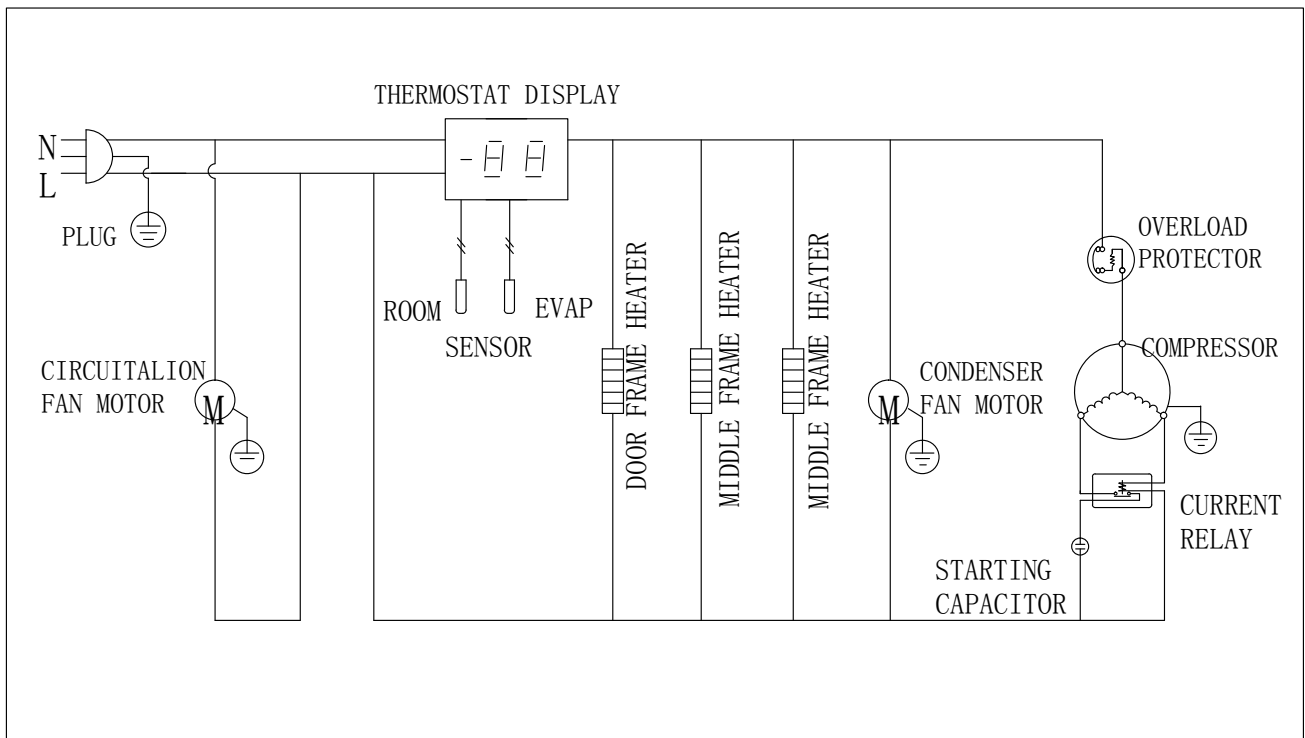 THERMOSTAT DISPLAY
N
L
PLUG
ROOM
EVAP
SENSOR
CIRCUITALION
FAN MOTOR
M
DOOR FRAME HEATER
MIDDLE FRAME HEATER
MIDDLE FRAME HEATER
M
CONDENSER
FAN MOTOR
OVERLOAD
PROTECTOR
COMPRESSOR
CURRENT
RELAY
STARTING
CAPACITOR